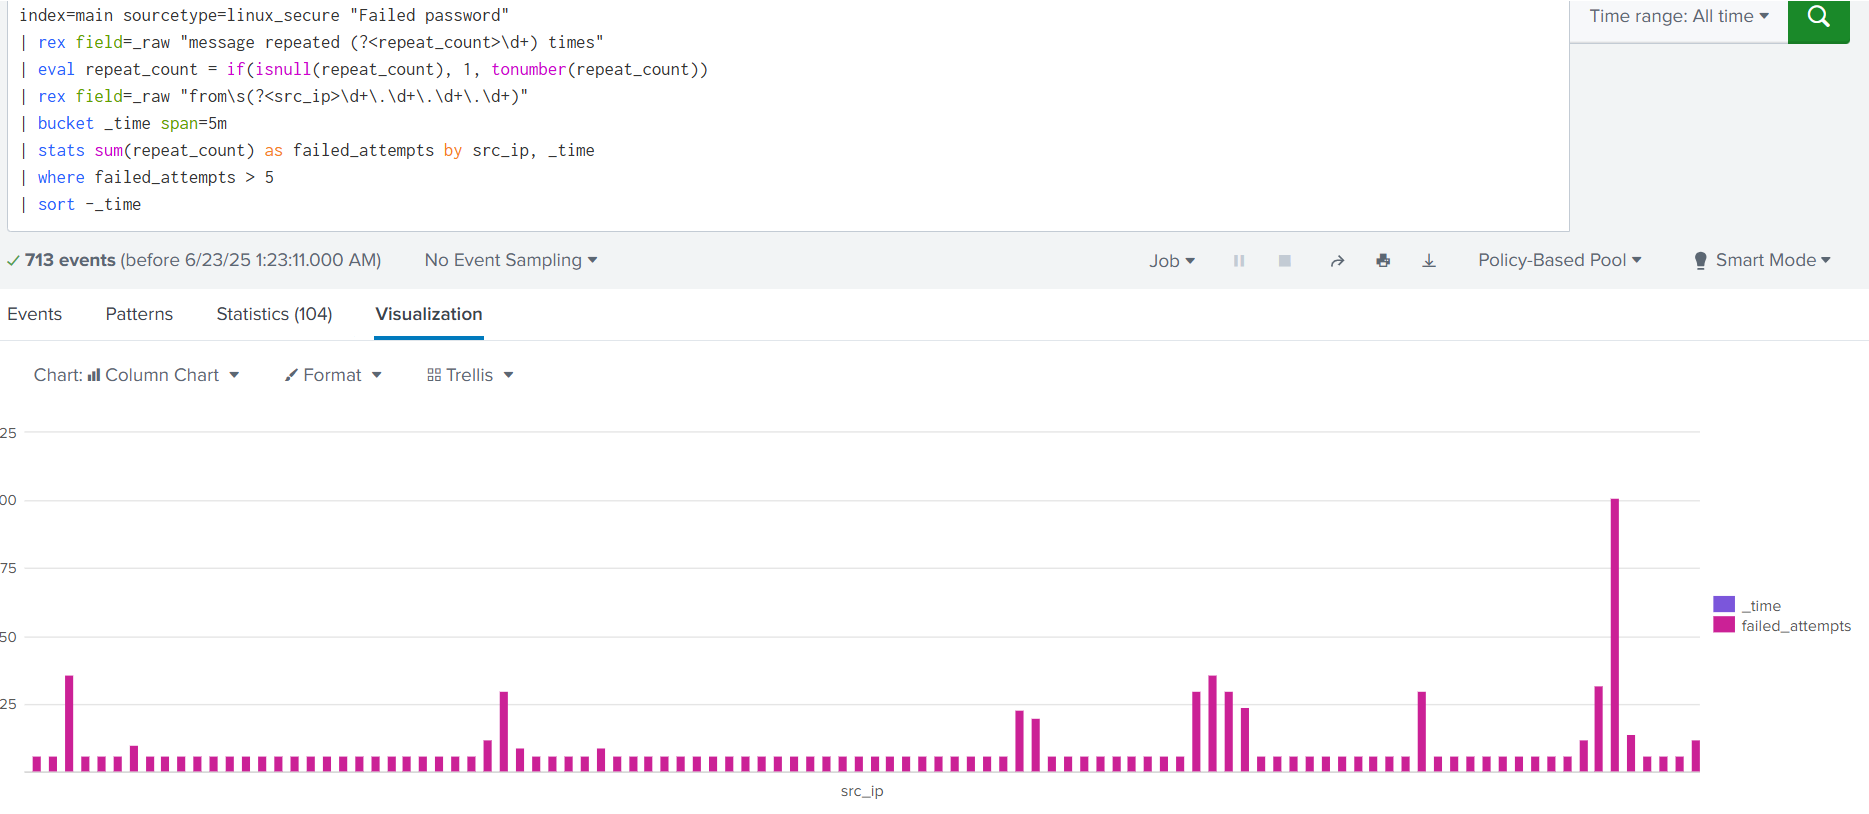 index=main sourcetype=linux_secure "Failed password"
| rex field=_raw "message repeated (?<repeat_count>\d+) times"
| eval repeat_count = if(isnull(repeat_count), 1, tonumber(repeat_count))
| rex field=_raw "from\s(?<src_ip>\d+\.\d+\.\d+\.\d+)"
| bucket _time span=5m
| stats sum(repeat_count) as failed_attempts by src_ip, _time
| where failed_attempts > 5
| sort -_time
Time range: All time
713 events (before 6/23/25 1:23:11.000 AM)
No Event Sampling
Job
Policy-Based Pool
Smart Mode
Events
Patterns
Statistics (104)
Visualization
Chart: Column Chart
Format
Trellis
25
00
75
50
25
_time
failed_attempts
src_ip